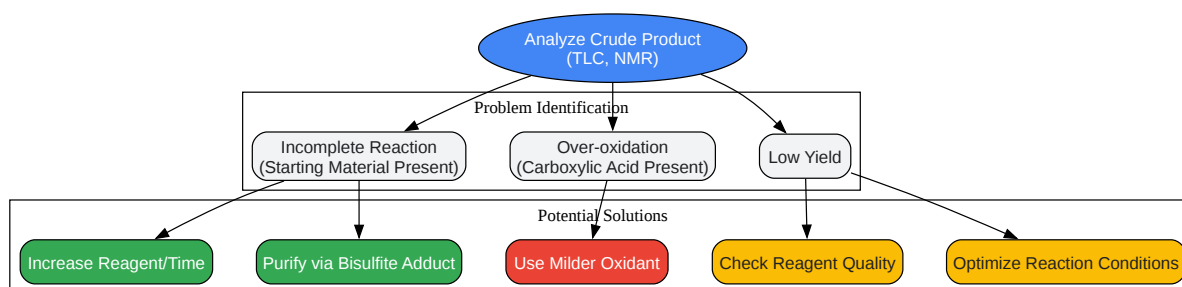 Analyze Crude Product
(TLC, NMR)
Problem Identification
Incomplete Reaction
(Starting Material Present)
Over-oxidation
(Carboxylic Acid Present)
Low Yield
Potential Solutions
Increase Reagent/Time
Purify via Bisulfite Adduct
Use Milder Oxidant
Check Reagent Quality
Optimize Reaction Conditions